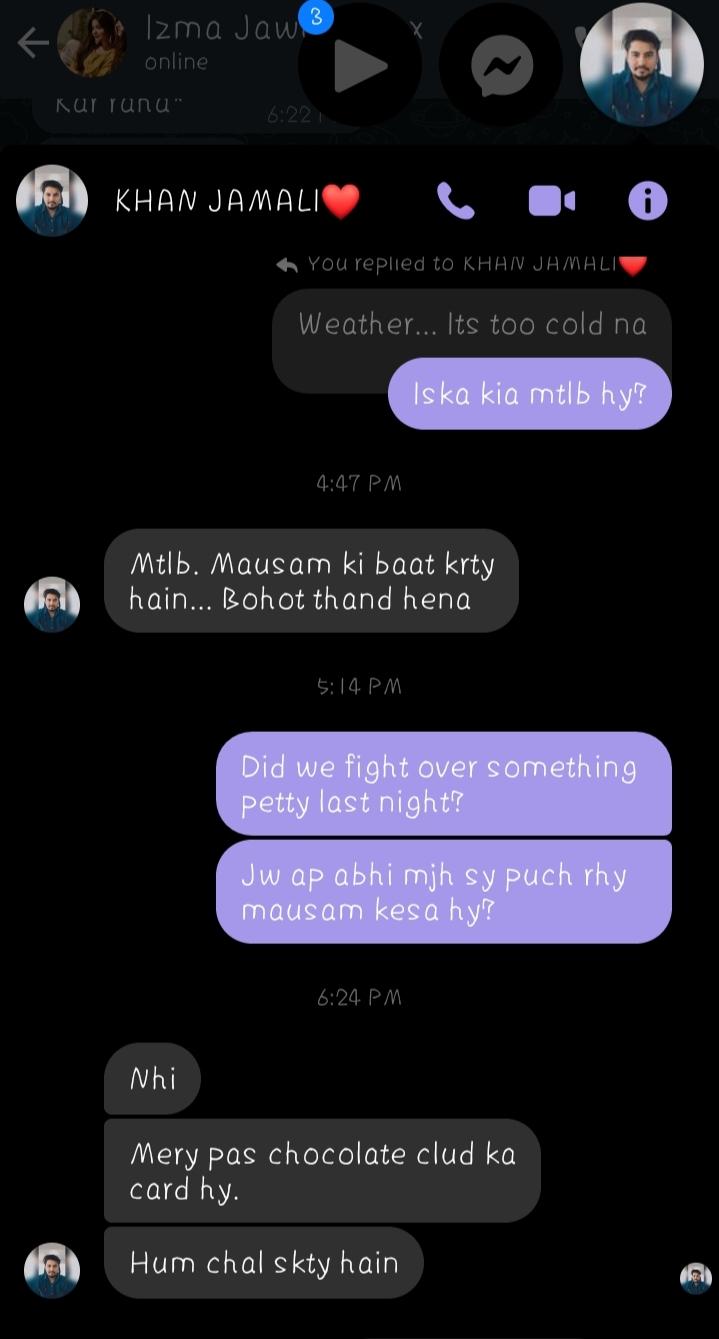 3
Izma Jaw
x
online
Kar raha"
6:22
KHAN JAMALI❤️
You replied to KHAN JAMALI❤️
Weather... Its too cold na
Iska kia mtlb hy?
4:47 PM
Mtlb. Mausam ki baat krty
hain... Bohot thand hena
5:14 PM
Did we fight over something
petty last night?
Jw ap abhi mjh sy puch rhy
mausam kesa hy?
6:24 PM
Nhi
Mery pas chocolate clud ka
card hy.
Hum chal skty hain